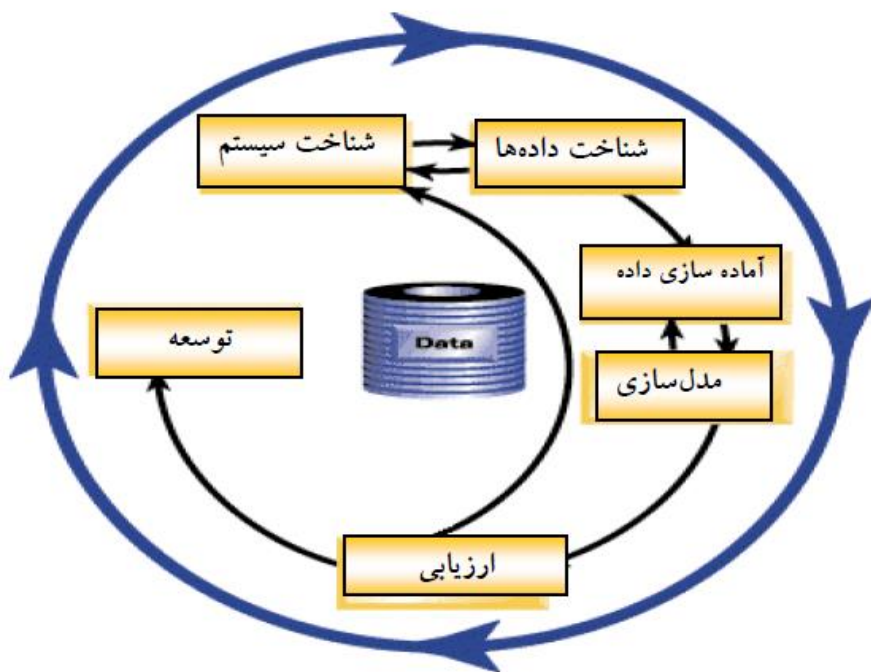 شناخت سیستم
شناخت داده‌ها
آماده سازی داده
Data
توسعه
مدل‌سازی
ارزیابی